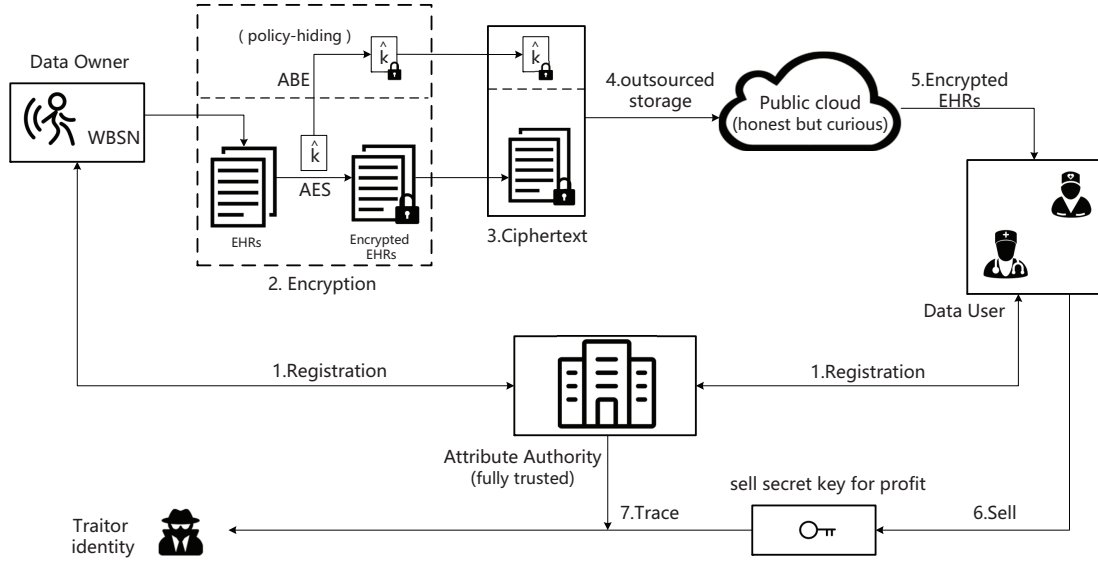 ( policy-hiding )
k̂
k̂
ABE
Data Owner
WBSN
k̂
AES
EHRs
Encrypted
EHRs
2. Encryption
3.Ciphertext
4.outsourced
storage
Public cloud
(honest but curious)
5.Encrypted
EHRs
Data User
1.Registration
1.Registration
Attribute Authority
(fully trusted)
sell secret key for profit
6.Sell
7.Trace
Traitor
identity